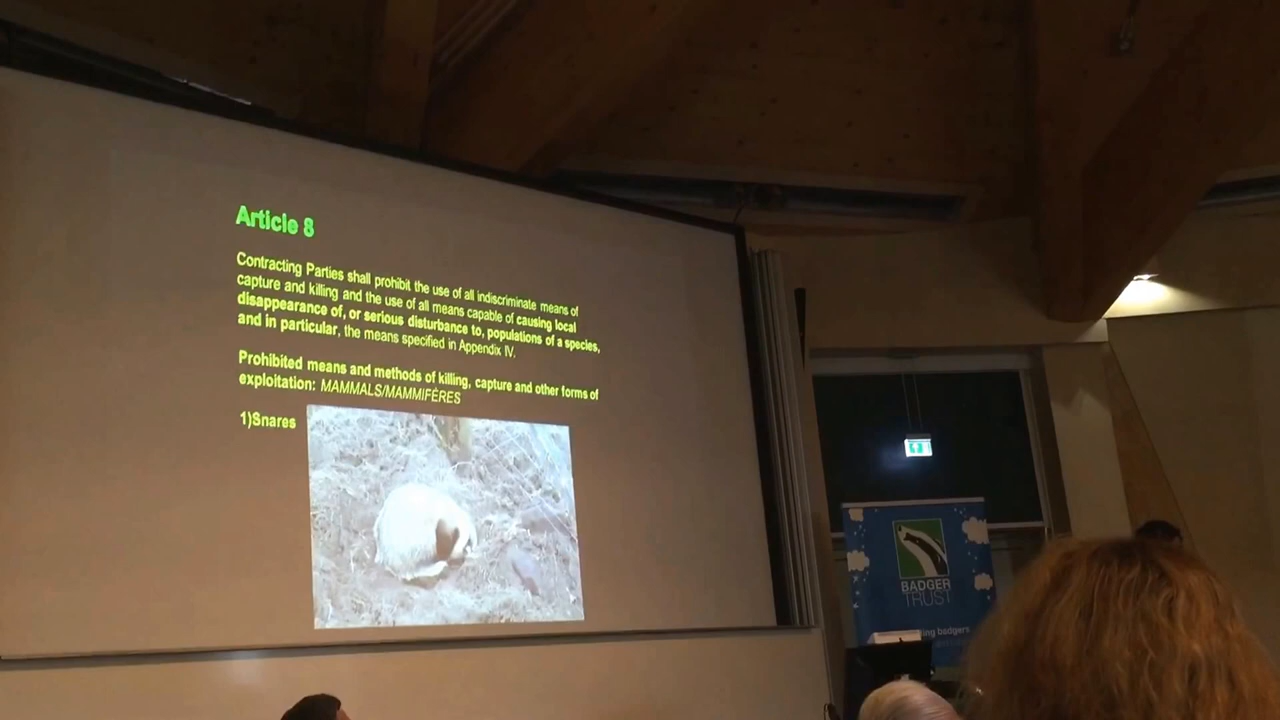 Article 8
Contracting Parties shall prohibit the use of all indiscriminate means of
capture and killing and the use of all means capable of causing local
disappearance of, or serious disturbance to, populations of a species,
and in particular, the means specified in Appendix IV.
Prohibited means and methods of killing, capture and other forms of
exploitation: MAMMALS/MAMMIFÈRES
1)Snares
BADGER
TRUST
badgers